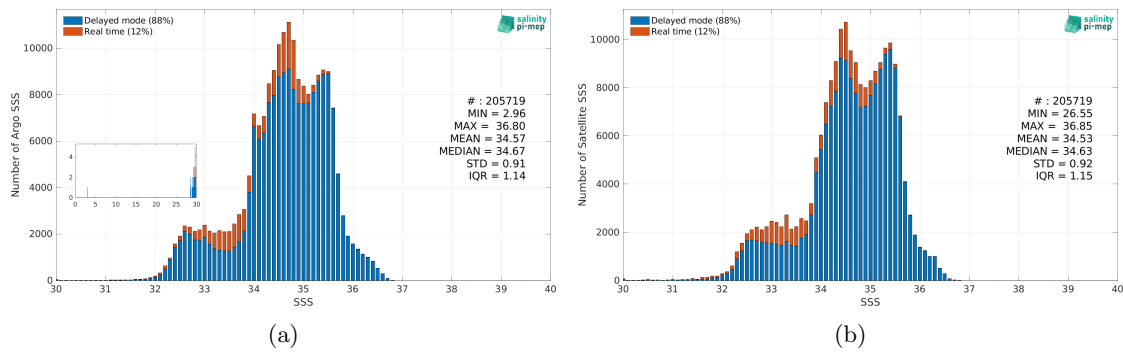 Delayed mode (88%)
Real time (12%)
salinity
pi-mep
10000
8000
6000
4000
2000
0
Number of Argo SSS
# : 205719
MIN = 2.96
MAX = 36.80
MEAN = 34.57
MEDIAN = 34.67
STD = 0.91
IQR = 1.14
4
2
0
0 5 10 15 20 25 30
30 31 32 33 34 35 36 37 38 39 40
SSS
(a)
Delayed mode (88%)
Real time (12%)
salinity
pi-mep
10000
8000
6000
4000
2000
0
Number of Satellite SSS
# : 205719
MIN = 26.55
MAX = 36.85
MEAN = 34.53
MEDIAN = 34.63
STD = 0.92
IQR = 1.15
30 31 32 33 34 35 36 37 38 39 40
SSS
(b)